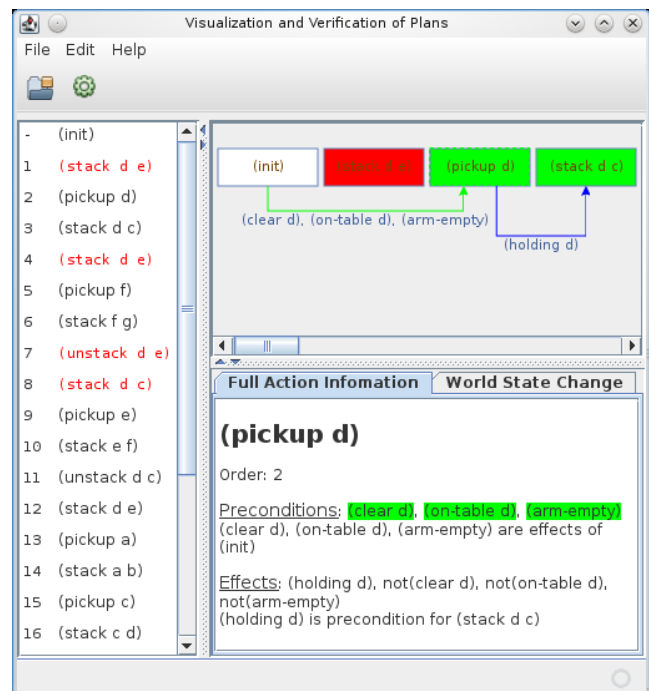 Visualization and Verification of Plans
File Edit Help
- (init)
1 (stack d e)
2 (pickup d)
3 (stack d c)
4 (stack d e)
5 (pickup f)
6 (stack f g)
7 (unstack d e)
8 (stack d c)
9 (pickup e)
10 (stack e f)
11 (unstack d c)
12 (stack d e)
13 (pickup a)
14 (stack a b)
15 (pickup c)
16 (stack c d)
(init) (stack d e) (pickup d) (stack d c)
(clear d), (on-table d), (arm-empty)
(holding d)
Full Action Infomation World State Change
(pickup d)
Order: 2
Preconditions: (clear d), (on-table d), (arm-empty)
(clear d), (on-table d), (arm-empty) are effects of
(init)
Effects: (holding d), not(clear d), not(on-table d),
not(arm-empty)
(holding d) is precondition for (stack d c)